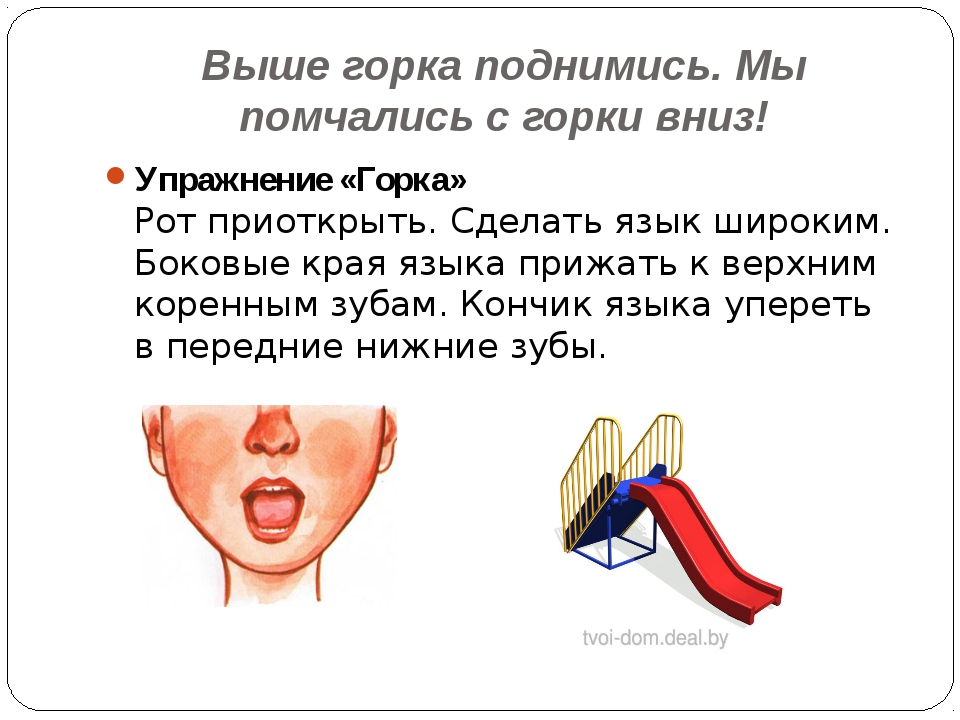 Выше горка поднимись. Мы
помчались с горки вниз!
Упражнение «Горка»
Рот приоткрыть. Сделать язык широким.
Боковые края языка прижать к верхним
коренным зубам. Кончик языка упереть
в передние нижние зубы.
tvoi-dom.deal.by